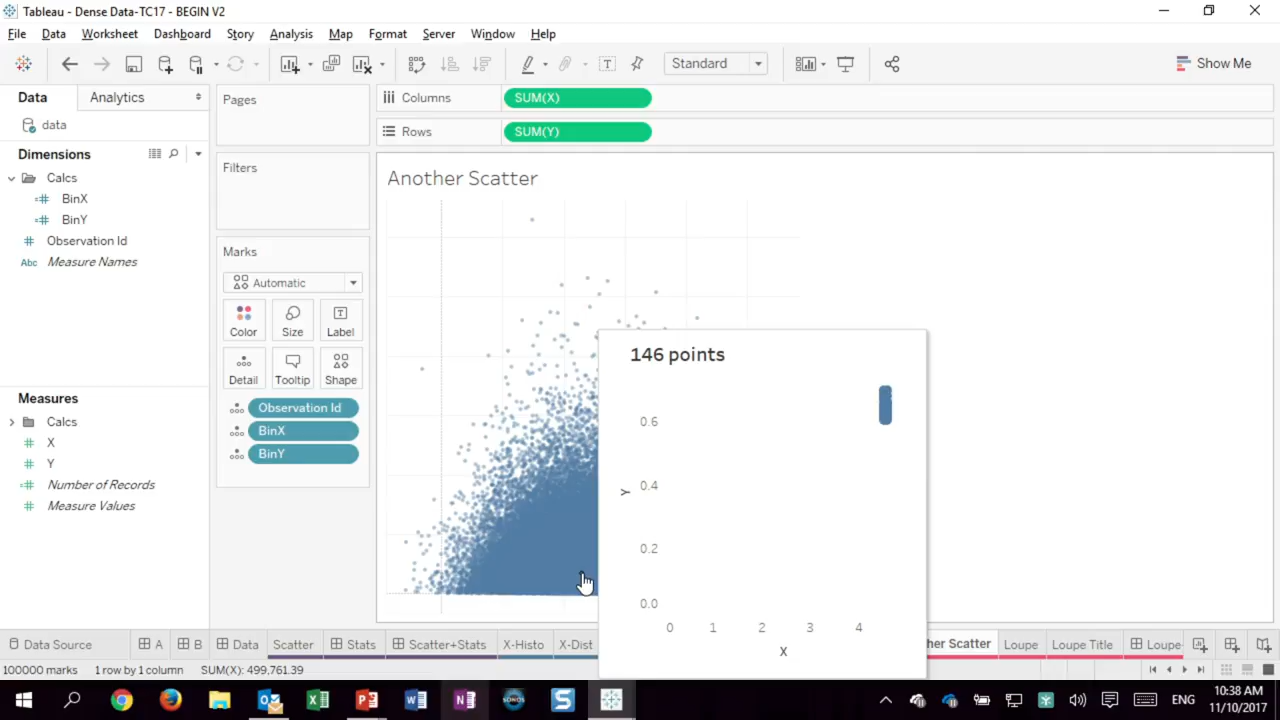 Tableau - Dense Data-TC17 - BEGIN V2
File Data Worksheet Dashboard Story Analysis Map Format Server Window Help
Standard
Show Me
Data Analytics
data
Dimensions
Calcs
BinX
BinY
Observation Id
Abc Measure Names
Measures
Calcs
X
Y
Number of Records
Measure Values
Pages
Filters
Marks
Automatic
Color Size Label
Detail Tooltip Shape
Observation Id
BinX
BinY
Columns SUM(X)
Rows SUM(Y)
Another Scatter
146 points
0.6
0.4
Y
0.2
0.0
0 1 2 3 4
X
Data Source A B Data Scatter Stats Scatter+Stats X-Histo X-Dist her Scatter Loupe Loupe Title Loupe-
100000 marks 1 row by 1 column SUM(X): 499,761.39
SONOS
ENG
10:38 AM
11/10/2017